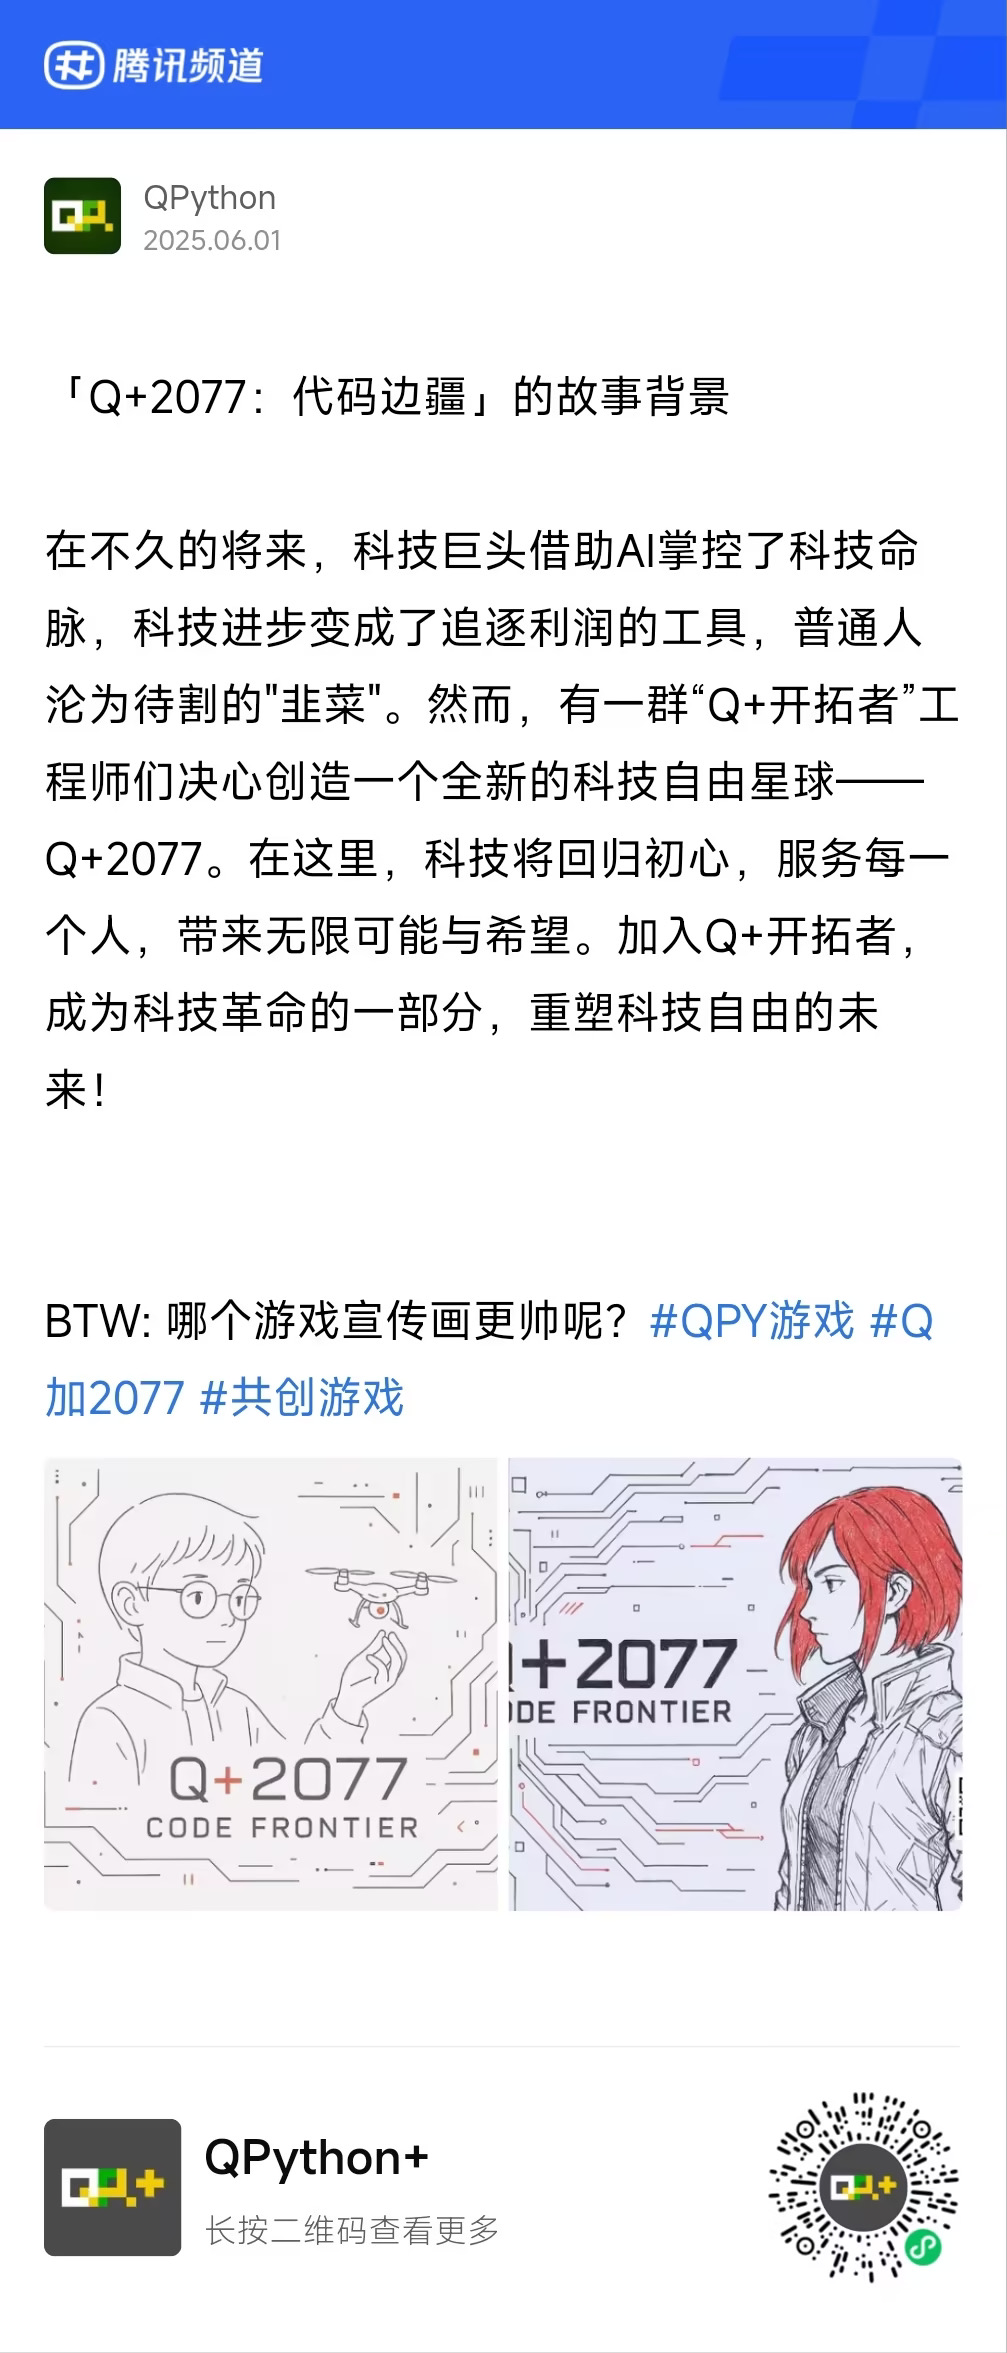 腾讯频道
QPython
2025.06.01
「Q+2077：代码边疆」的故事背景
在不久的将来，科技巨头借助AI掌控了科技命
脉，科技进步变成了追逐利润的工具，普通人
沦为待割的"韭菜"。然而，有一群“Q+开拓者”工
程师们决心创造一个全新的科技自由星球——
Q+2077。在这里，科技将回归初心，服务每一
个人，带来无限可能与希望。加入Q+开拓者，
成为科技革命的一部分，重塑科技自由的未
来！
BTW: 哪个游戏宣传画更帅呢？#QPY游戏 #Q
加2077 #共创游戏
Q+2077
CODE FRONTIER
+2077
ODE FRONTIER
QPython+
长按二维码查看更多